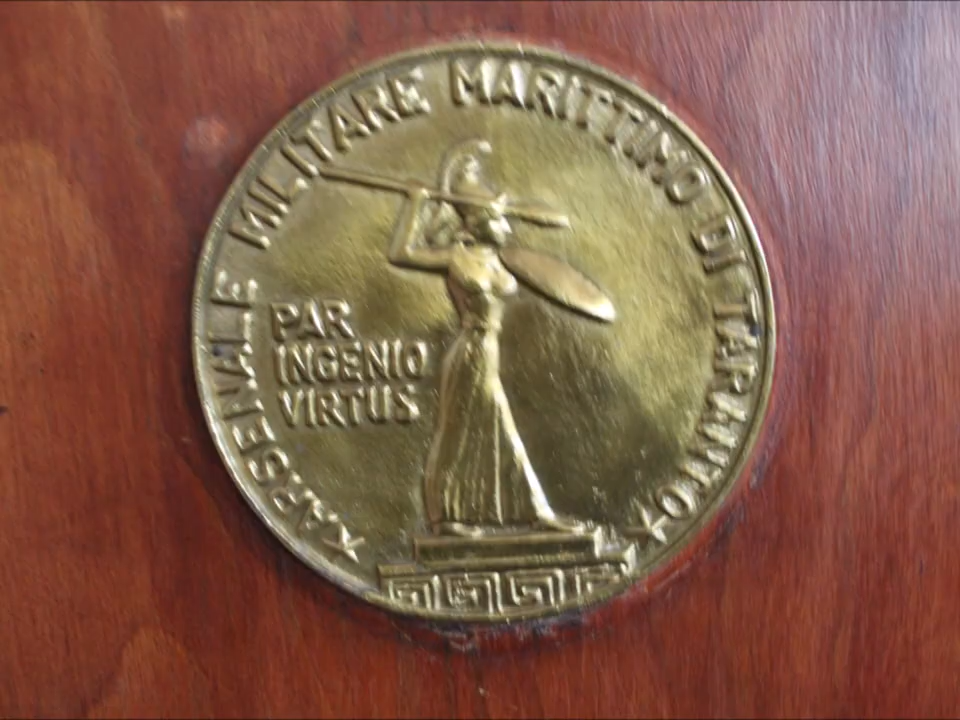 ARSENALE MILITARE MARITTIMO DI TARANTO
PAR
INGENIO
VIRTUS